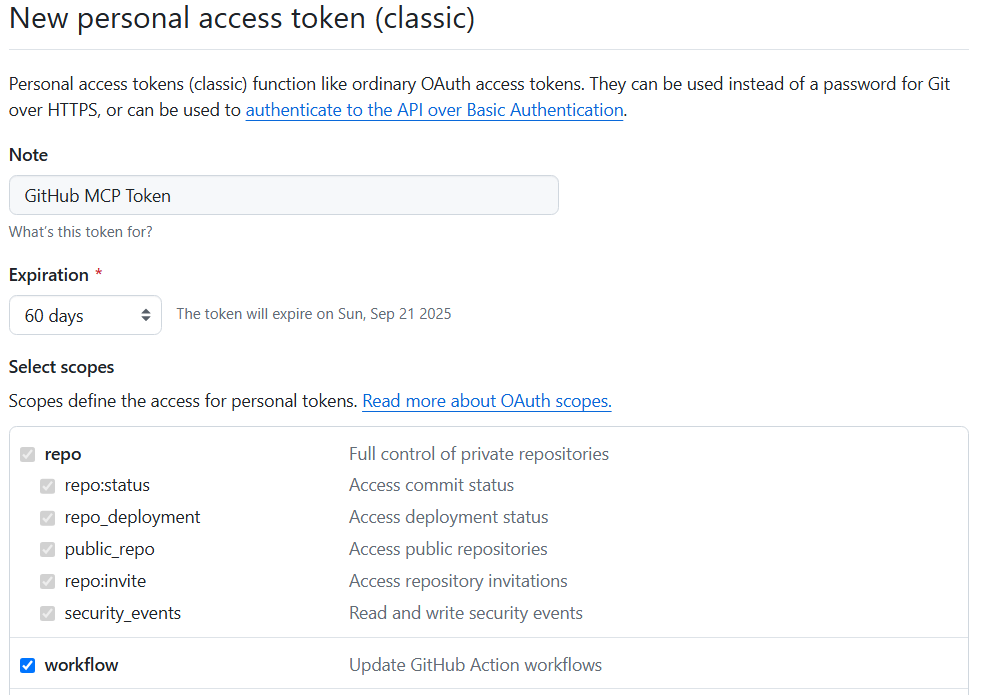 New personal access token (classic)
Personal access tokens (classic) function like ordinary OAuth access tokens. They can be used instead of a password for Git
over HTTPS, or can be used to authenticate to the API over Basic Authentication.
Note
GitHub MCP Token
What's this token for?
Expiration *
60 days The token will expire on Sun, Sep 21 2025
Select scopes
Scopes define the access for personal tokens. Read more about OAuth scopes.
repo Full control of private repositories
repo:status Access commit status
repo_deployment Access deployment status
public_repo Access public repositories
repo:invite Access repository invitations
security_events Read and write security events
workflow Update GitHub Action workflows